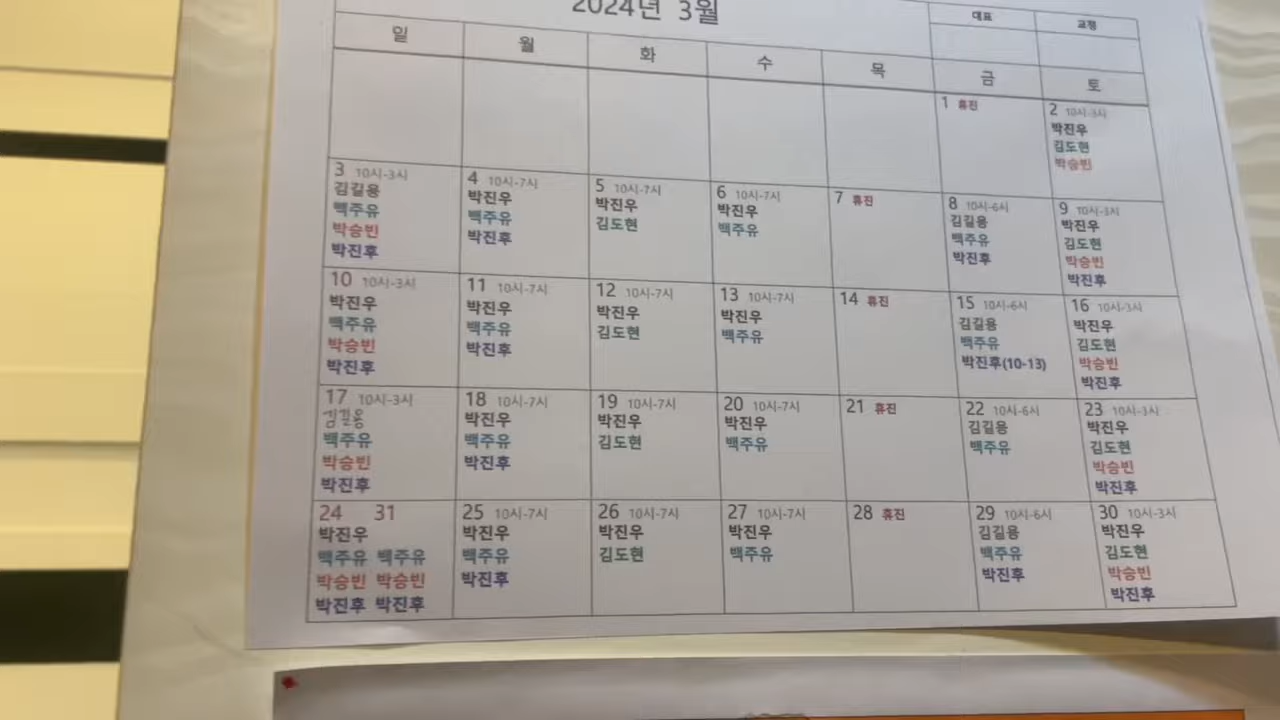 2024년 3월
대표 교정
일 월 화 수 목 금 토
1 휴진
2 10시-3시
박진우
김도현
박승빈
3 10시-3시
김길용
백주유
박승빈
박진후
4 10시-7시
박진우
백주유
박진후
5 10시-7시
박진우
김도현
6 10시-7시
박진우
백주유
7 휴진
8 10시-6시
김길용
백주유
박진후
9 10시-3시
박진우
김도현
박승빈
박진후
10 10시-3시
박진우
백주유
박승빈
박진후
11 10시-7시
박진우
백주유
박진후
12 10시-7시
박진우
김도현
13 10시-7시
박진우
백주유
14 휴진
15 10시-6시
김길용
백주유
박진후(10-13)
16 10시-3시
박진우
김도현
박승빈
박진후
17 10시-3시
김길용
백주유
박승빈
박진후
18 10시-7시
박진우
백주유
박진후
19 10시-7시
박진우
김도현
20 10시-7시
박진우
백주유
21 휴진
22 10시-6시
김길용
백주유
23 10시-3시
박진우
김도현
박승빈
박진후
24 31
박진우
백주유 백주유
박승빈 박승빈
박진후 박진후
25 10시-7시
박진우
백주유
박진후
26 10시-7시
박진우
김도현
27 10시-7시
박진우
백주유
28 휴진
29 10시-6시
김길용
백주유
박진후
30 10시-3시
박진우
김도현
박승빈
박진후